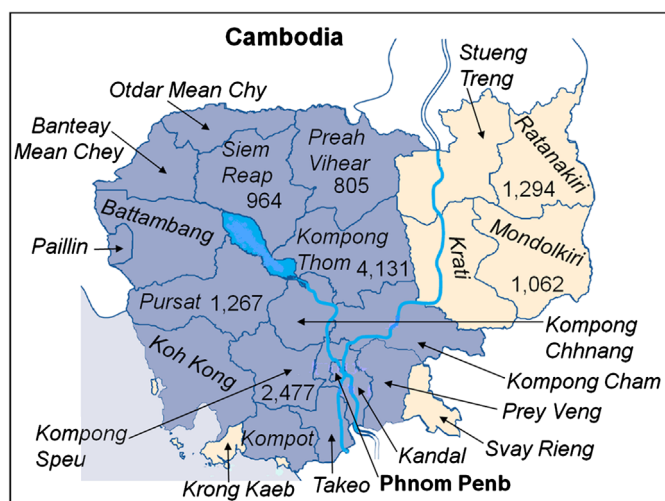 Cambodia
Stueng
Treng
Otdar Mean Chy
Banteay
Mean Chey
Siem
Reap
964
Preah
Vihear
805
Ratanakiri
1,294
Battambang
Paillin
Kompong
Thom 4,131
Krati
Mondolkiri
1,062
Pursat 1,267
Kompong
Chhnang
Koh Kong
2,477
Kompong Cham
Prey Veng
Kompong
Speu
Kompot
Svay Rieng
Kandal
Krong Kaeb
Takeo
Phnom Penb